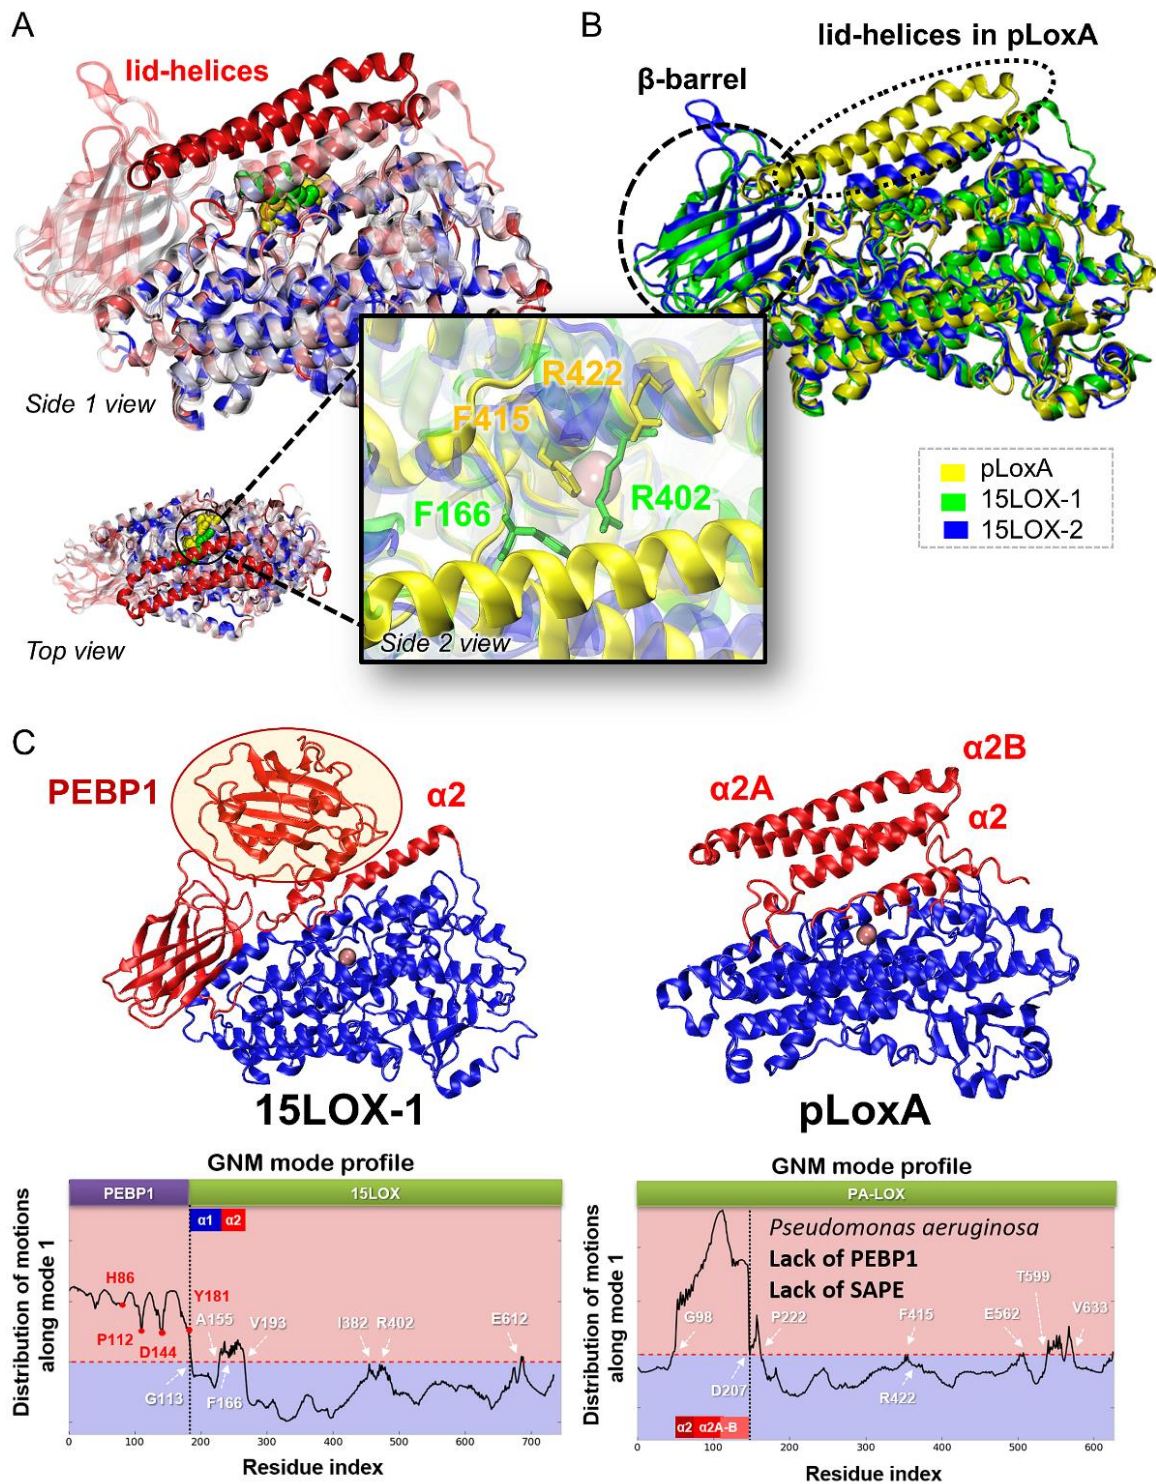 A
lid-helices
Side 1 view
Top view
B
lid-helices in pLoxA
β-barrel
R422
F415
F166
R402
Side 2 view
pLoxA
15LOX-1
15LOX-2
C
PEBP1
α2
15LOX-1
α2B
α2A
α2
pLoxA
GNM mode profile
PEBP1
15LOX
α1
α2
H86
P112
D144
Y181
A155
V193
G113
F166
I382
R402
E612
Distribution of motions
along mode 1
0
100
200
300
400
500
600
700
Residue index
GNM mode profile
PA-LOX
Pseudomonas aeruginosa
Lack of PEBP1
Lack of SAPE
G98
P222
D207
F415
R422
E562
T599
V633
α2
α2A-B
Distribution of motions
along mode 1
0
100
200
300
400
500
600
Residue index